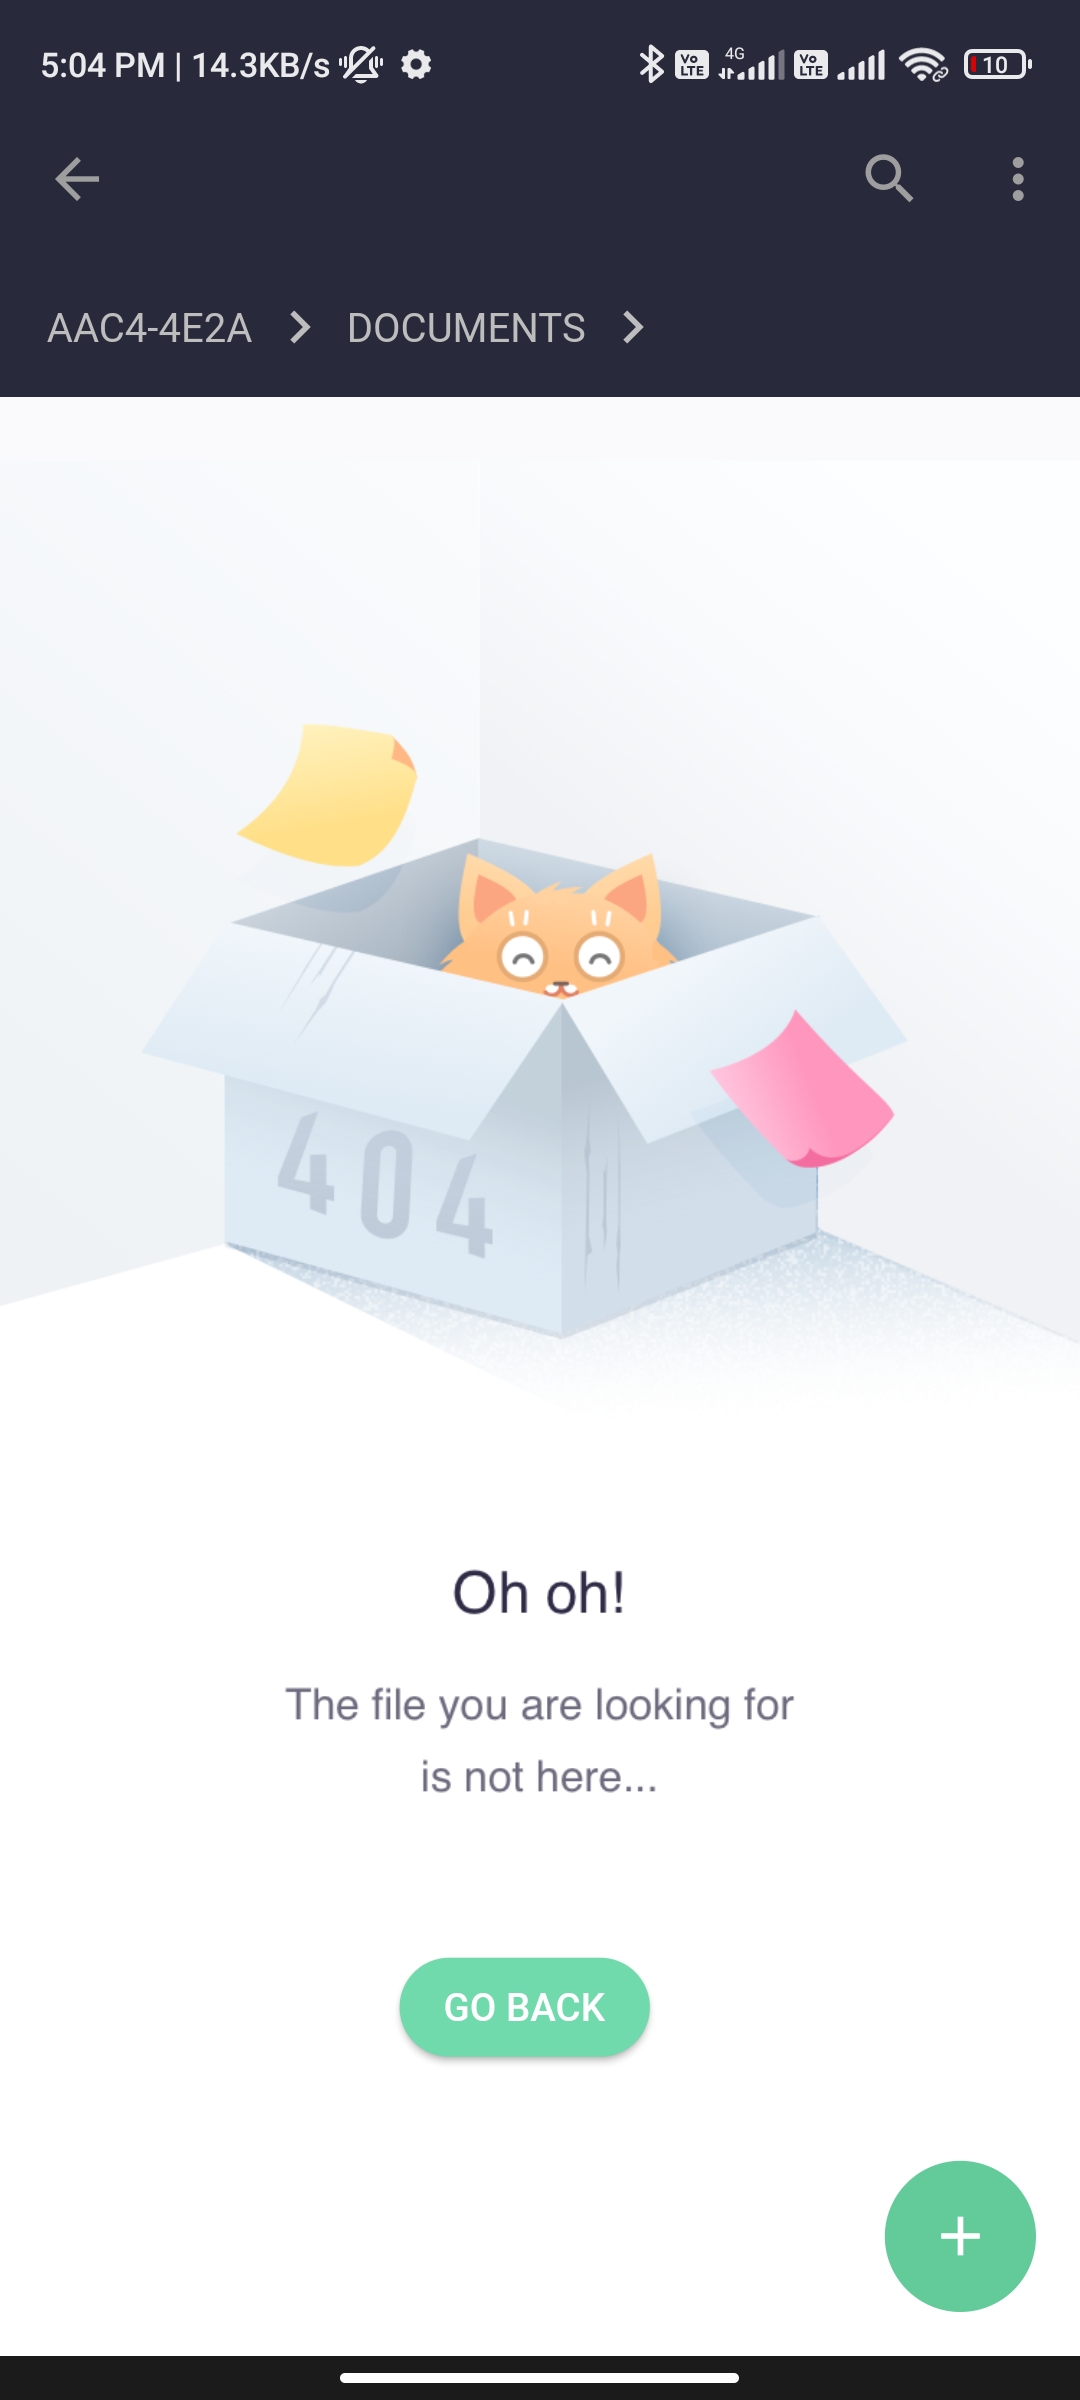 5:04 PM | 14.3KB/s Vo LTE 4G Vo LTE 10
AAC4-4E2A DOCUMENTS
404
Oh oh!
The file you are looking for
is not here...
GO BACK